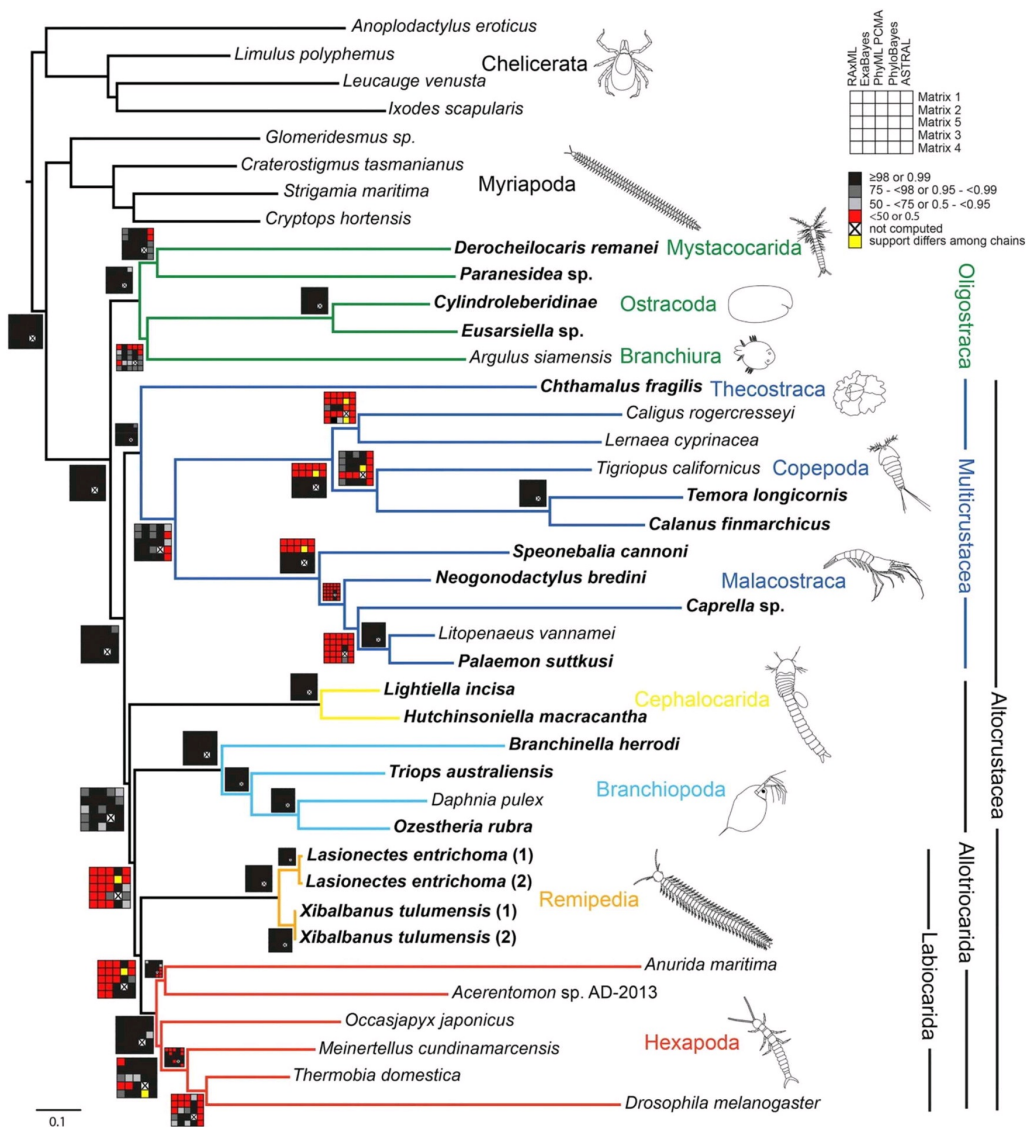 Anoplodactylus eroticus
Limulus polyphemus
Chelicerata
Leucauge venusta
Ixodes scapularis
RAxML
ExaBayes
PhyML PCMA
PhyloBayes
ASTRAL
Matrix 1
Matrix 2
Matrix 5
Matrix 3
Matrix 4
≥98 or 0.99
75 - <98 or 0.95 - <0.99
50 - <75 or 0.5 - <0.95
<50 or 0.5
not computed
support differs among chains
Glomeridesmus sp.
Craterostigmus tasmanianus
Myriapoda
Strigamia maritima
Cryptops hortensis
Derocheilocaris remanei
Mystacocarida
Paranesidea sp.
Cylindroleberidinae
Ostracoda
Eusarsiella sp.
Argulus siamensis
Branchiura
Oligostraca
Chthamalus fragilis
Thecostraca
Caligus rogercresseyi
Lernaea cyprinacea
Tigriopus californicus
Copepoda
Temora longicornis
Calanus finmarchicus
Multicrustacea
Speonebalia cannoni
Neogonodactylus bredini
Malacostraca
Caprella sp.
Litopenaeus vannamei
Palaemon suttkusi
Lightiella incisa
Cephalocarida
Hutchinsoniella macracantha
Altocrustacea
Branchinella herrodi
Triops australiensis
Branchiopoda
Daphnia pulex
Ozestheria rubra
Lasionectes entrichoma (1)
Lasionectes entrichoma (2)
Remipedia
Xibalbanus tulumensis (1)
Xibalbanus tulumensis (2)
Allotriocarida
Labiocarida
Anurida maritima
Acerentomon sp. AD-2013
Occasjapyx japonicus
Hexapoda
Meinertellus cundinamarcensis
Thermobia domestica
Drosophila melanogaster
0.1